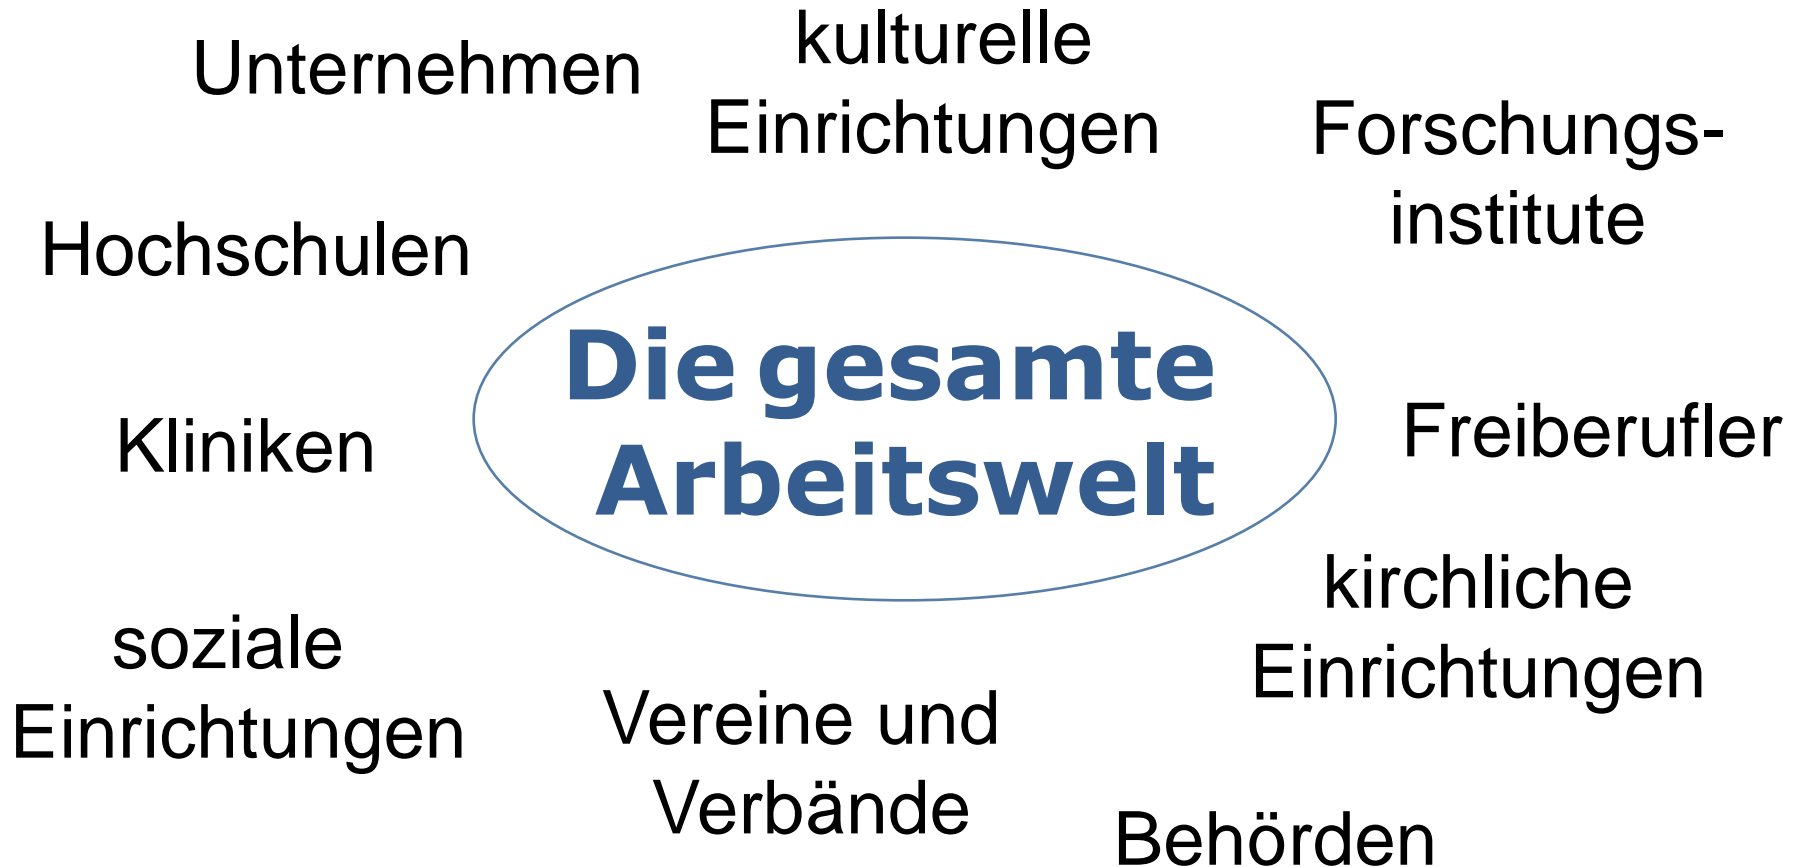 Unternehmen
kulturelle
Einrichtungen
Forschungs-
institute
Hochschulen
Die gesamte
Arbeitswelt
Kliniken
Freiberufler
kirchliche
Einrichtungen
soziale
Einrichtungen
Vereine und
Verbände
Behörden